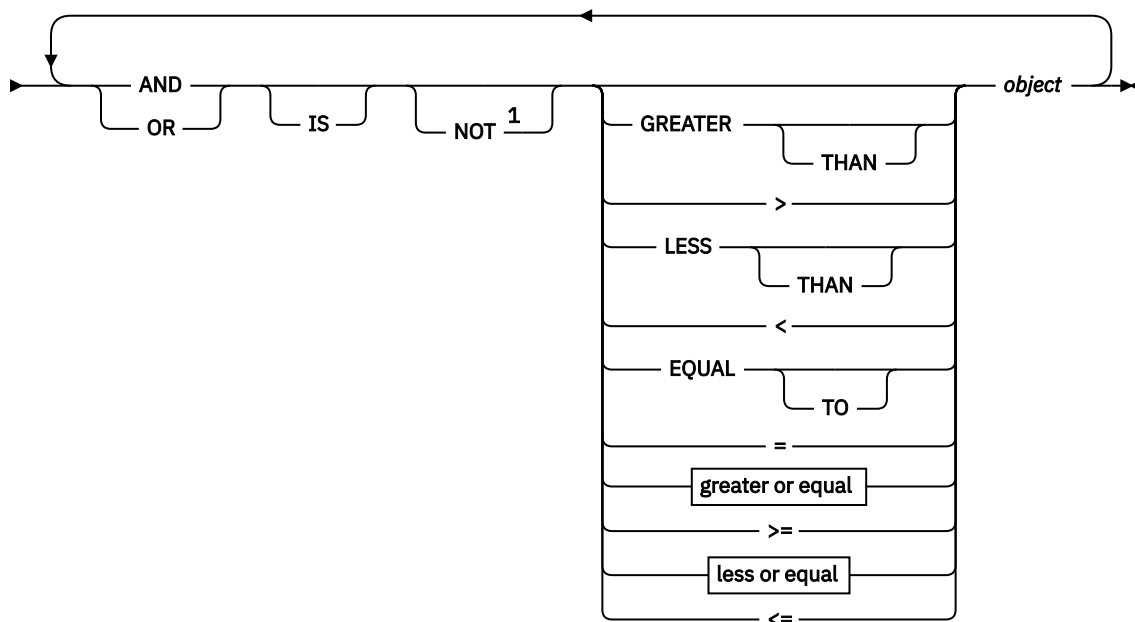 AND object
OR IS NOT 1
GREATER
THAN
>
LESS
THAN
<
EQUAL
TO
=
greater or equal
>=
less or equal
<=